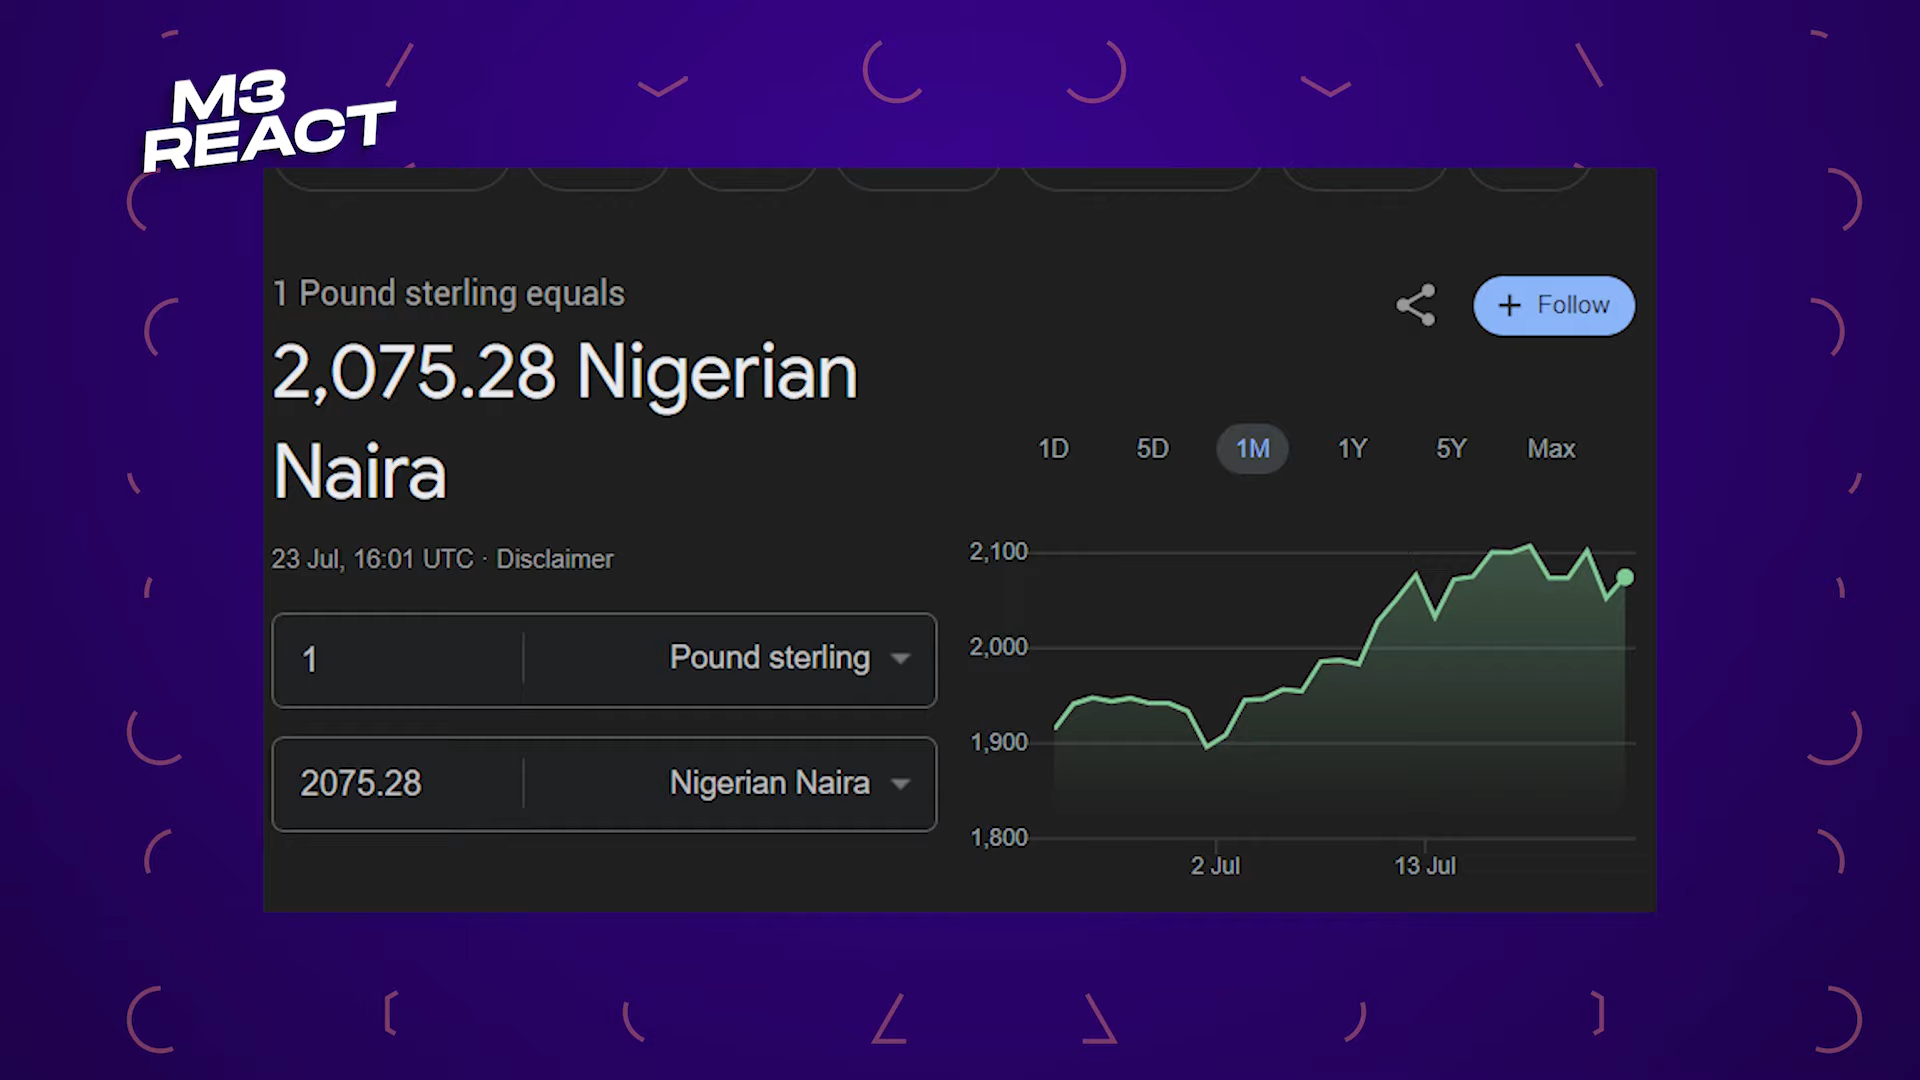 M3
REACT
1 Pound sterling equals
2,075.28 Nigerian
Naira
23 Jul, 16:01 UTC · Disclaimer
1 Pound sterling
2075.28 Nigerian Naira
+ Follow
1D 5D 1M 1Y 5Y Max
2,100
2,000
1,900
1,800
2 Jul 13 Jul